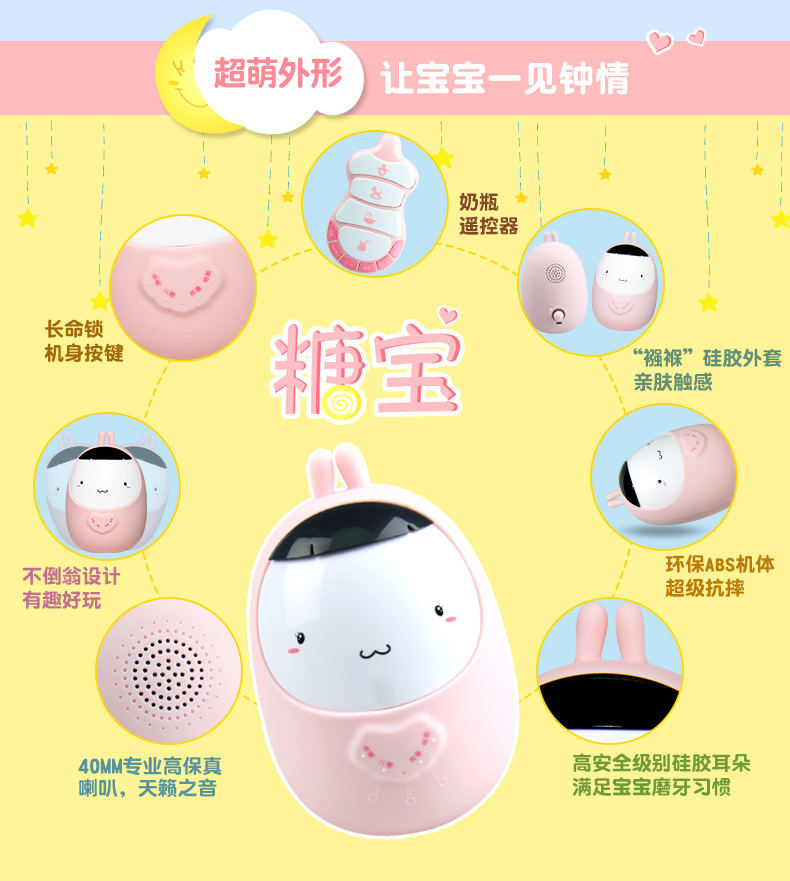 超萌外形
让宝宝一见钟情
奶瓶
遥控器
长命锁
机身按键
糖宝
“襁褓”硅胶外套
亲肤触感
不倒翁设计
有趣好玩
环保ABS机体
超级抗摔
40MM专业高保真
喇叭，天籁之音
高安全级别硅胶耳朵
满足宝宝磨牙习惯